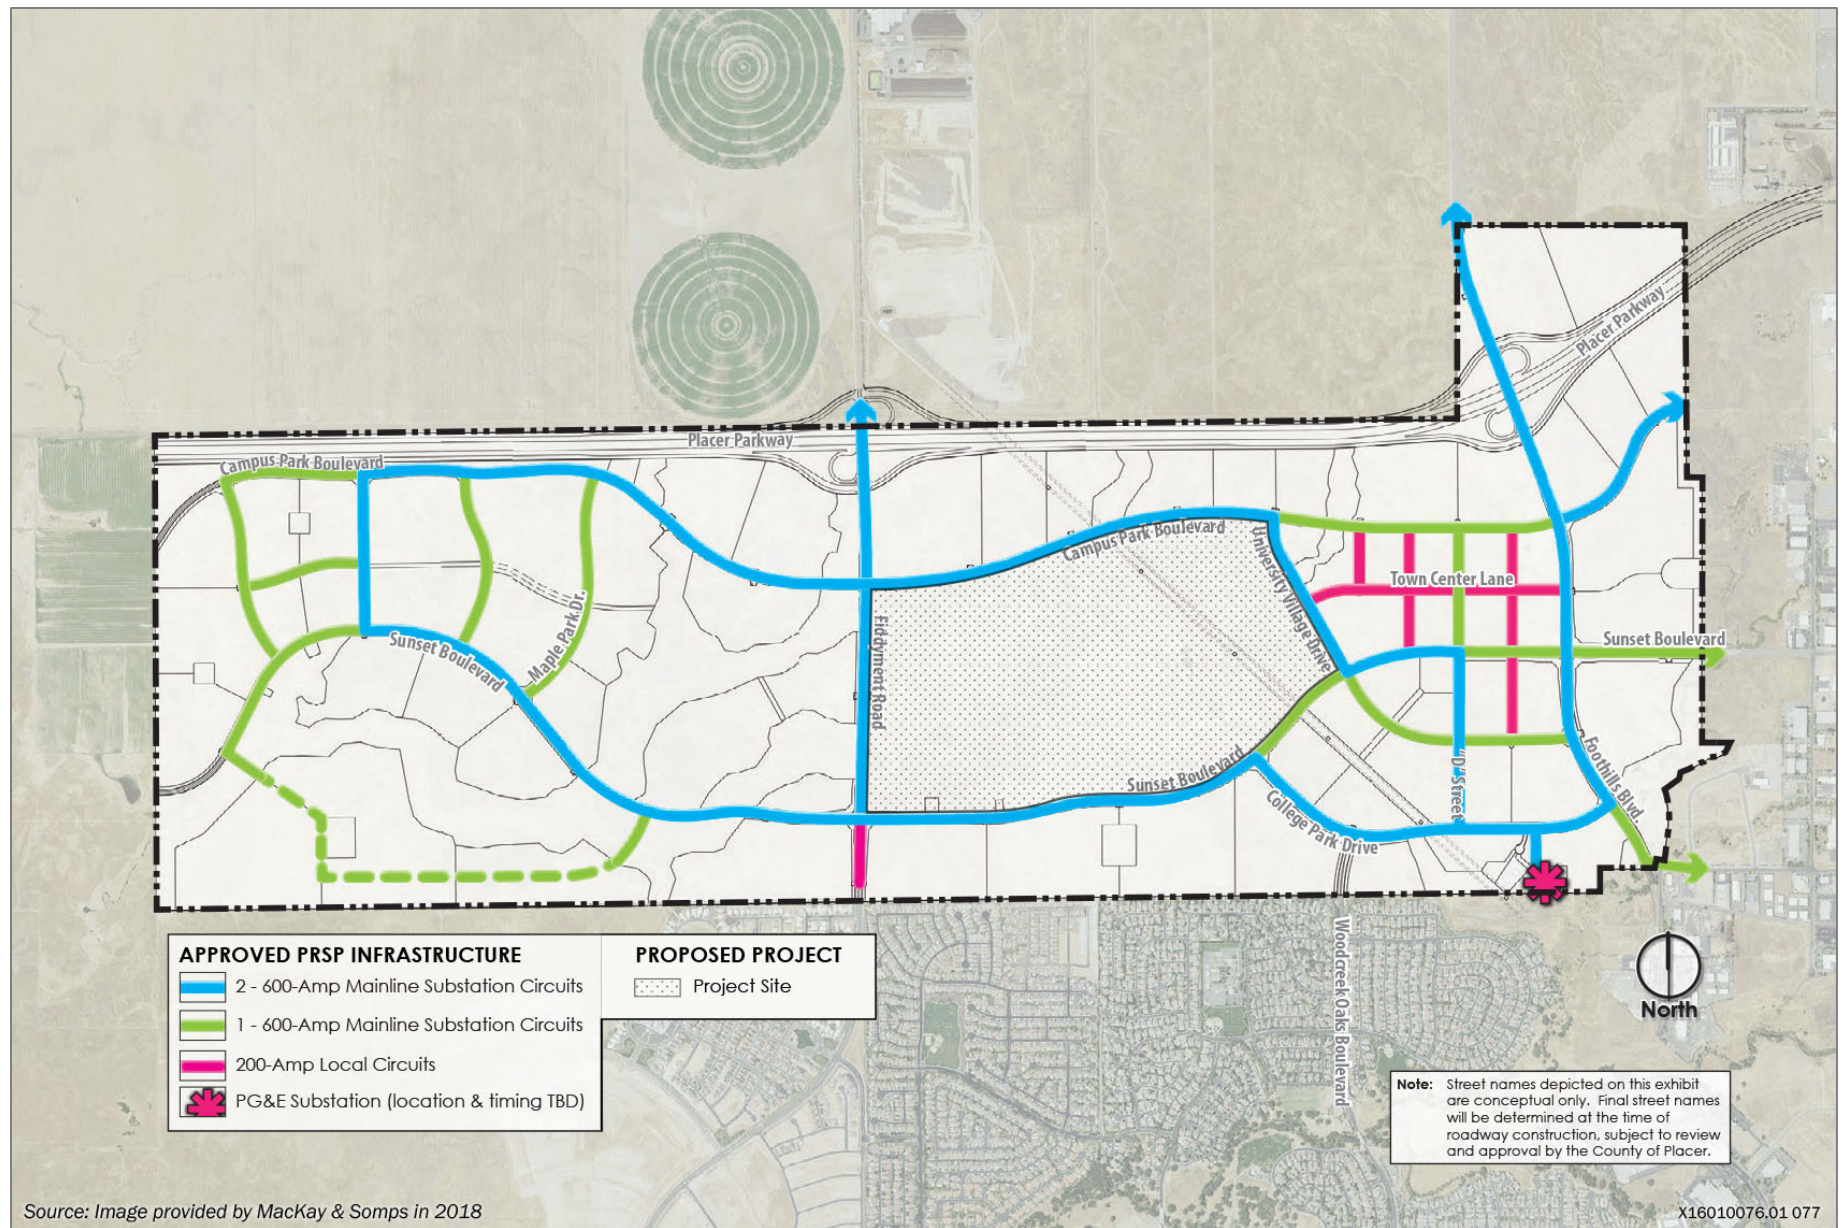 Placer Parkway
Placer Parkway
Campus Park Boulevard
Campus Park Boulevard
University Village Drive
Town Center Lane
Sunset Boulevard
Sunset Boulevard
Maple Park Dr.
Fiddyment Road
Sunset Boulevard
"D" Street
Foothills Blvd.
College Park Drive
Woodcreek Oaks Boulevard
APPROVED PRSP INFRASTRUCTURE
2 - 600-Amp Mainline Substation Circuits
1 - 600-Amp Mainline Substation Circuits
200-Amp Local Circuits
PG&E Substation (location & timing TBD)
PROPOSED PROJECT
Project Site
North
Note: Street names depicted on this exhibit
are conceptual only. Final street names
will be determined at the time of
roadway construction, subject to review
and approval by the County of Placer.
Source: Image provided by MacKay & Somps in 2018
X16010076.01 077